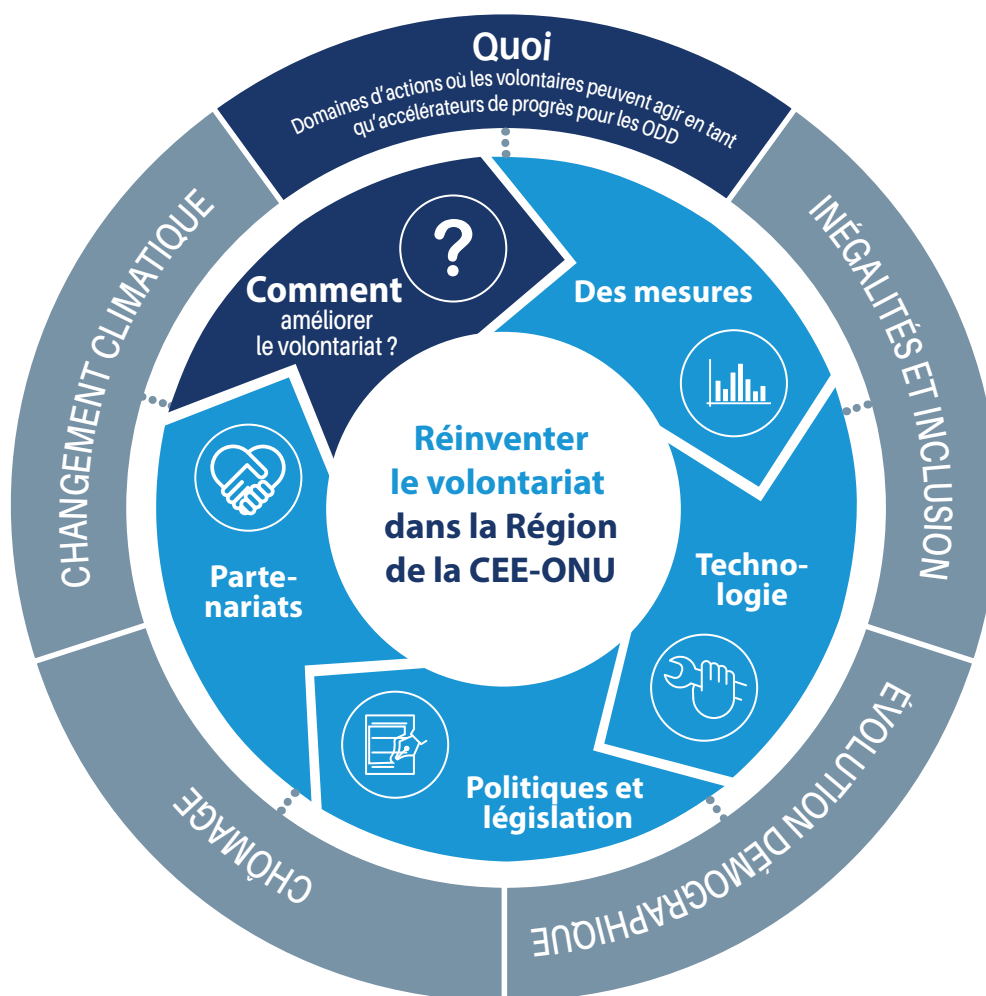 Quoi
Domaines d'actions où les volontaires peuvent agir en tant
qu'accélérateurs de progrès pour les ODD
INÉGALITÉS ET INCLUSION
ÉVOLUTION DÉMOGRAPHIQUE
CHÔMAGE
CHANGEMENT CLIMATIQUE
?
Comment
améliorer
le volontariat ?
Des mesures
Techno-
logie
Politiques et
législation
Parte-
nariats
Réinventer
le volontariat
dans la Région
de la CEE-ONU